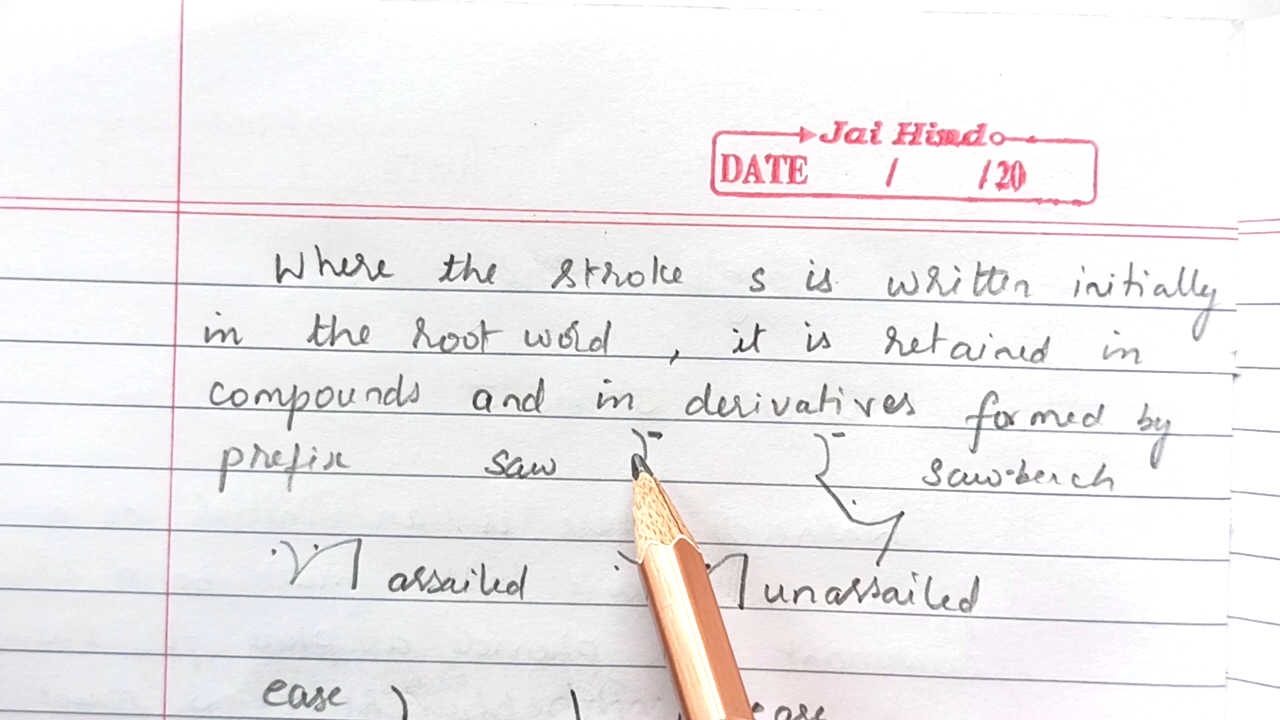 Jai Hind
DATE / /20
Where the stroke s is written initially
in the root word , it is retained in
compounds and in derivatives formed by
prefix saw saw-bench
assailed unassailed
ease